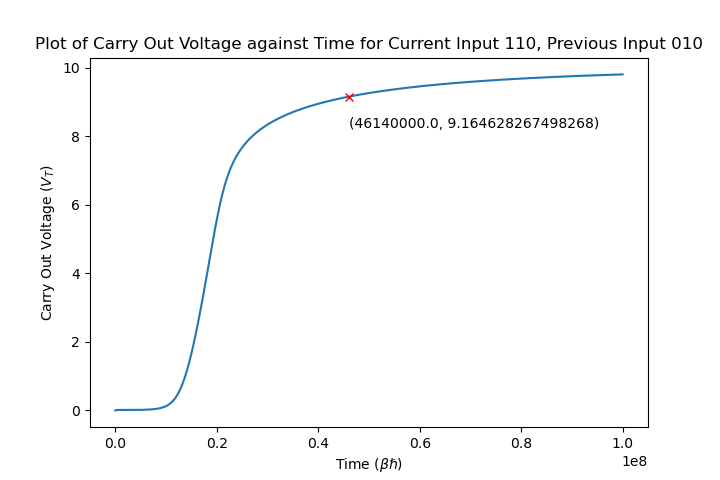 Plot of Carry Out Voltage against Time for Current Input 110, Previous Input 010
10
8
6
4
2
0
Carry Out Voltage (V_T)
(46140000.0, 9.164628267498268)
0.0 0.2 0.4 0.6 0.8 1.0
1e8
Time (βħ)